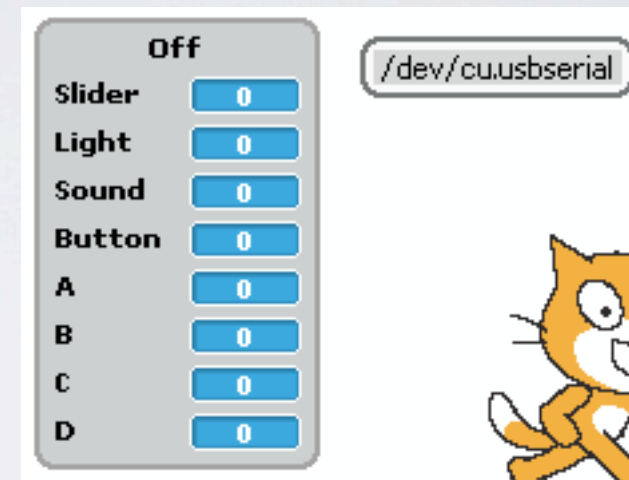 Off
/dev/cu.usbserial
Slider 0
Light 0
Sound 0
Button 0
A 0
B 0
C 0
D 0